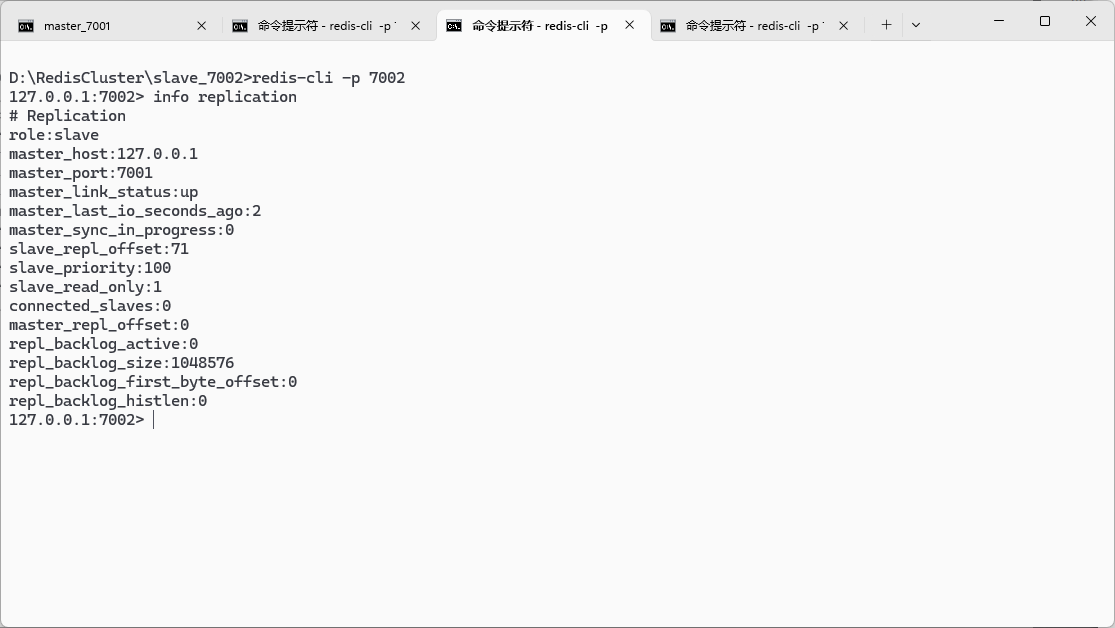 master_7001
命令提示符 - redis-cli -p
命令提示符 - redis-cli -p
命令提示符 - redis-cli -p
D:\RedisCluster\slave_7002>redis-cli -p 7002
127.0.0.1:7002> info replication
# Replication
role:slave
master_host:127.0.0.1
master_port:7001
master_link_status:up
master_last_io_seconds_ago:2
master_sync_in_progress:0
slave_repl_offset:71
slave_priority:100
slave_read_only:1
connected_slaves:0
master_repl_offset:0
repl_backlog_active:0
repl_backlog_size:1048576
repl_backlog_first_byte_offset:0
repl_backlog_histlen:0
127.0.0.1:7002>